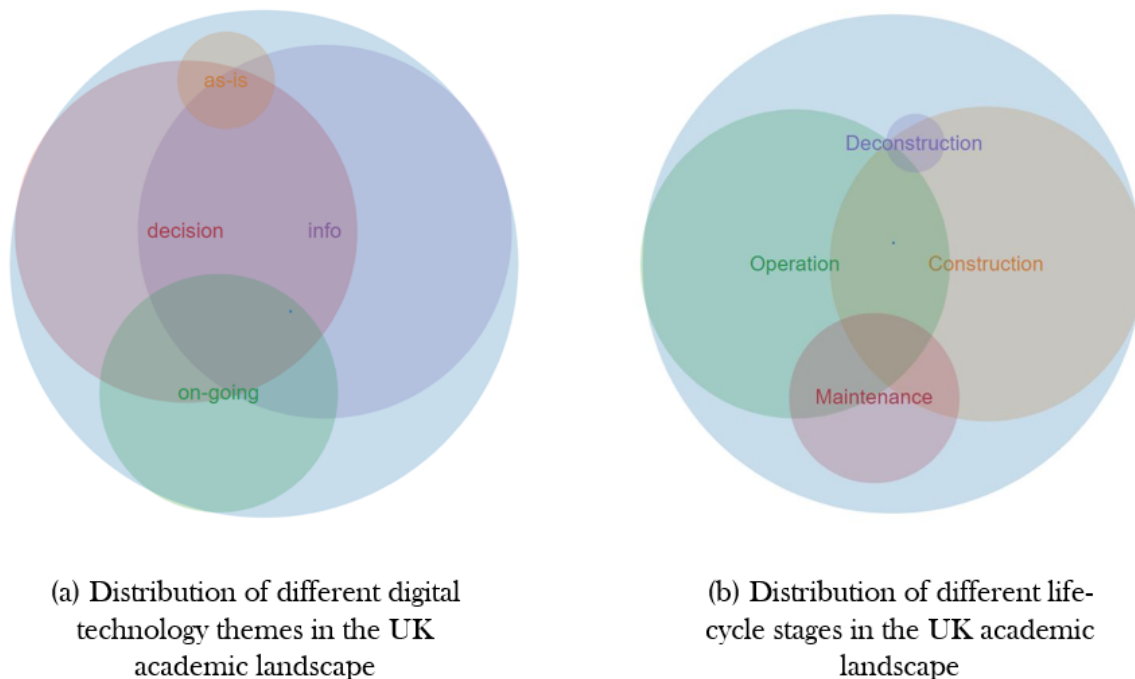 as-is
decision
info
on-going
Deconstruction
Operation
Construction
Maintenance
(a) Distribution of different digital
technology themes in the UK
academic landscape
(b) Distribution of different life-
cycle stages in the UK academic
landscape